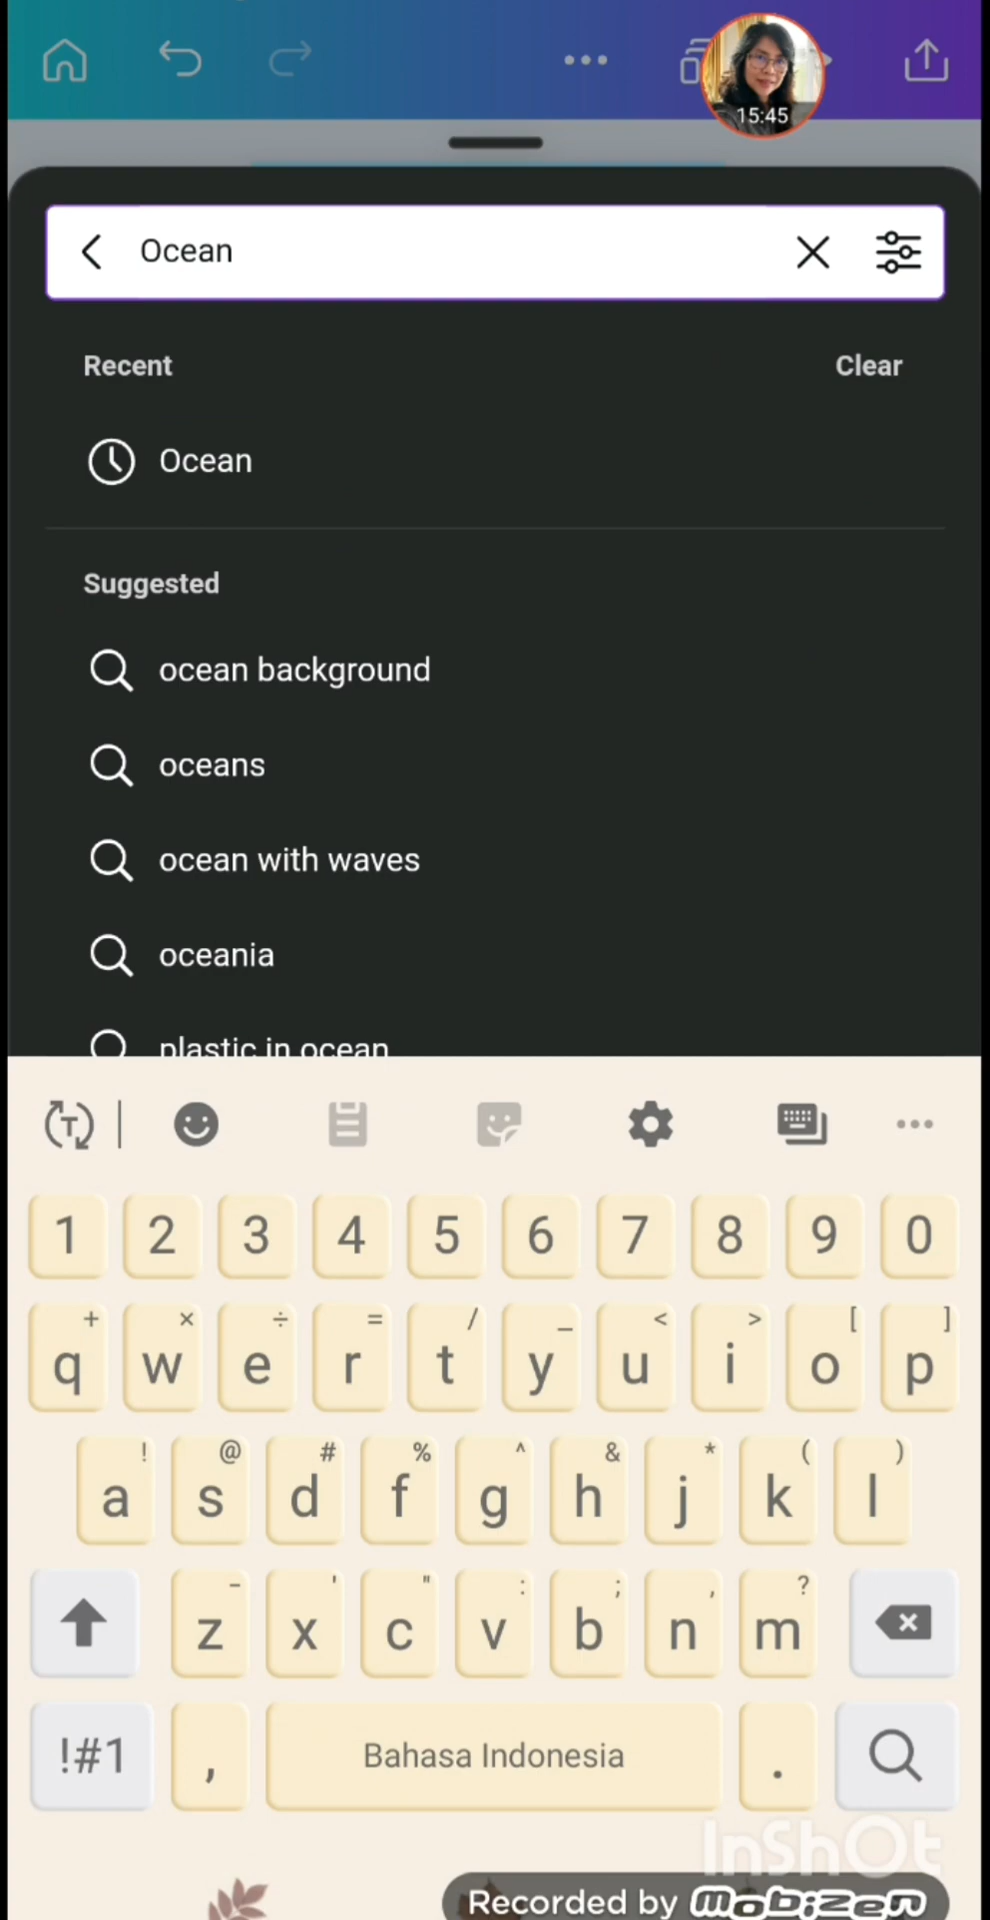 15:45
Ocean
Recent Clear
Ocean
Suggested
ocean background
oceans
ocean with waves
oceania
plastic in ocean
T
1 2 3 4 5 6 7 8 9 0
+ × ÷ = / _ < > [ ]
q w e r t y u i o p
! @ # % ^ & * ( )
a s d f g h j k l
- ' " : ; , ?
z x c v b n m
!#1 , Bahasa Indonesia .
InShOt
Recorded by mobizen